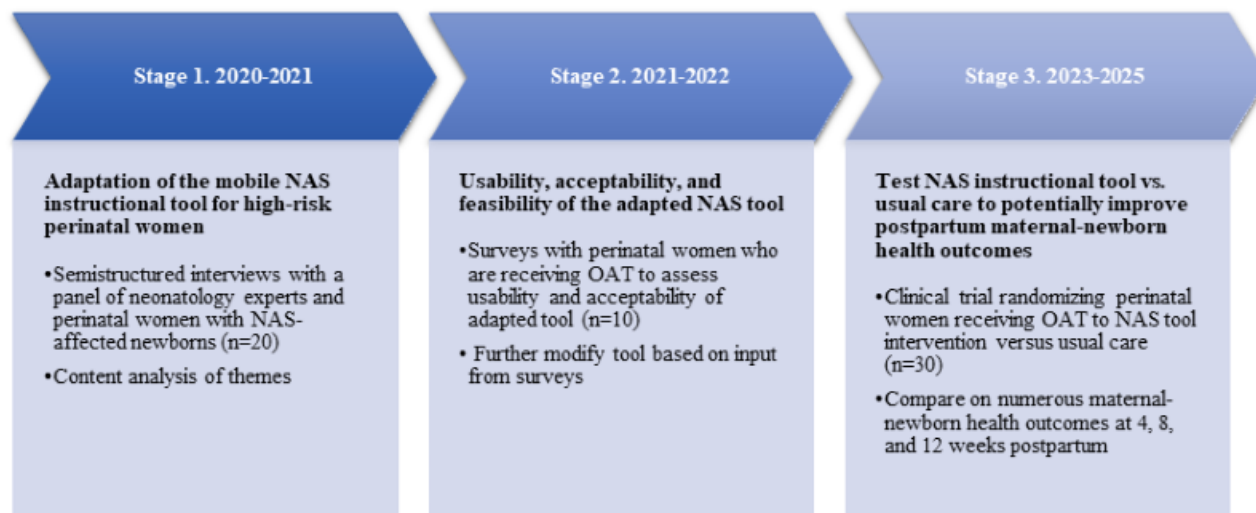 Stage 1. 2020-2021
Adaptation of the mobile NAS
instructional tool for high-risk
perinatal women
•Semistructured interviews with a
panel of neonatology experts and
perinatal women with NAS-
affected newborns (n=20)
•Content analysis of themes
Stage 2. 2021-2022
Usability, acceptability, and
feasibility of the adapted NAS tool
•Surveys with perinatal women who
are receiving OAT to assess
usability and acceptability of
adapted tool (n=10)
• Further modify tool based on input
from surveys
Stage 3. 2023-2025
Test NAS instructional tool vs.
usual care to potentially improve
postpartum maternal-newborn
health outcomes
•Clinical trial randomizing perinatal
women receiving OAT to NAS tool
intervention versus usual care
(n=30)
•Compare on numerous maternal-
newborn health outcomes at 4, 8,
and 12 weeks postpartum